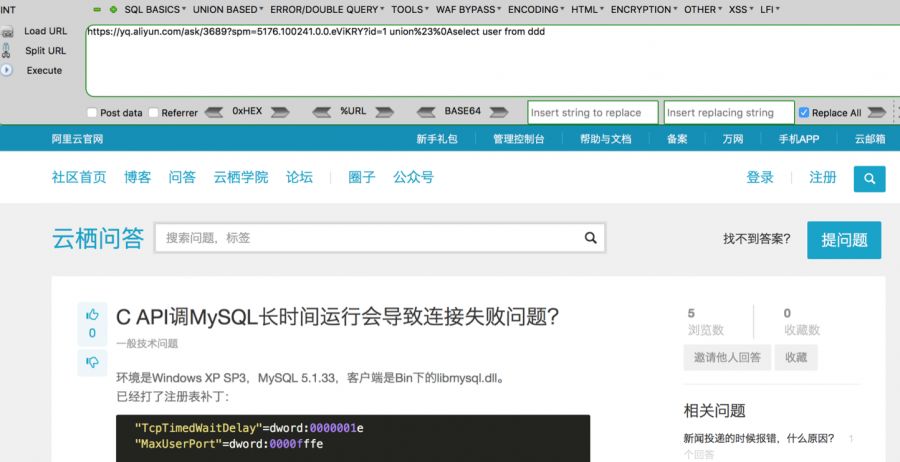 INT
SQL BASICS UNION BASED ERROR/DOUBLE QUERY TOOLS WAF BYPASS ENCODING HTML ENCRYPTION OTHER XSS LFI
Load URL
https://yq.aliyun.com/ask/3689?spm=5176.100241.0.0.eViKRY?id=1 union%23%0Aselect user from ddd
Split URL
Execute
Post data Referrer 0xHEX %URL BASE64 Insert string to replace Insert replacing string Replace All
阿里云官网 新手礼包 管理控制台 帮助与文档 备案 万网 手机APP 云邮箱
社区首页 博客 问答 云栖学院 论坛 圈子 公众号 登录 注册
云栖问答 搜索问题，标签 找不到答案? 提问题
0
C API调MySQL长时间运行会导致连接失败问题?
一般技术问题
环境是Windows XP SP3，MySQL 5.1.33，客户端是Bin下的libmysql.dll。
已经打了注册表补丁：
"TcpTimedWaitDelay"=dword:0000001e
"MaxUserPort"=dword:0000fffe
5 0
浏览数 收藏数
邀请他人回答 收藏
相关问题
新闻投递的时候报错，什么原因? 1
个回答